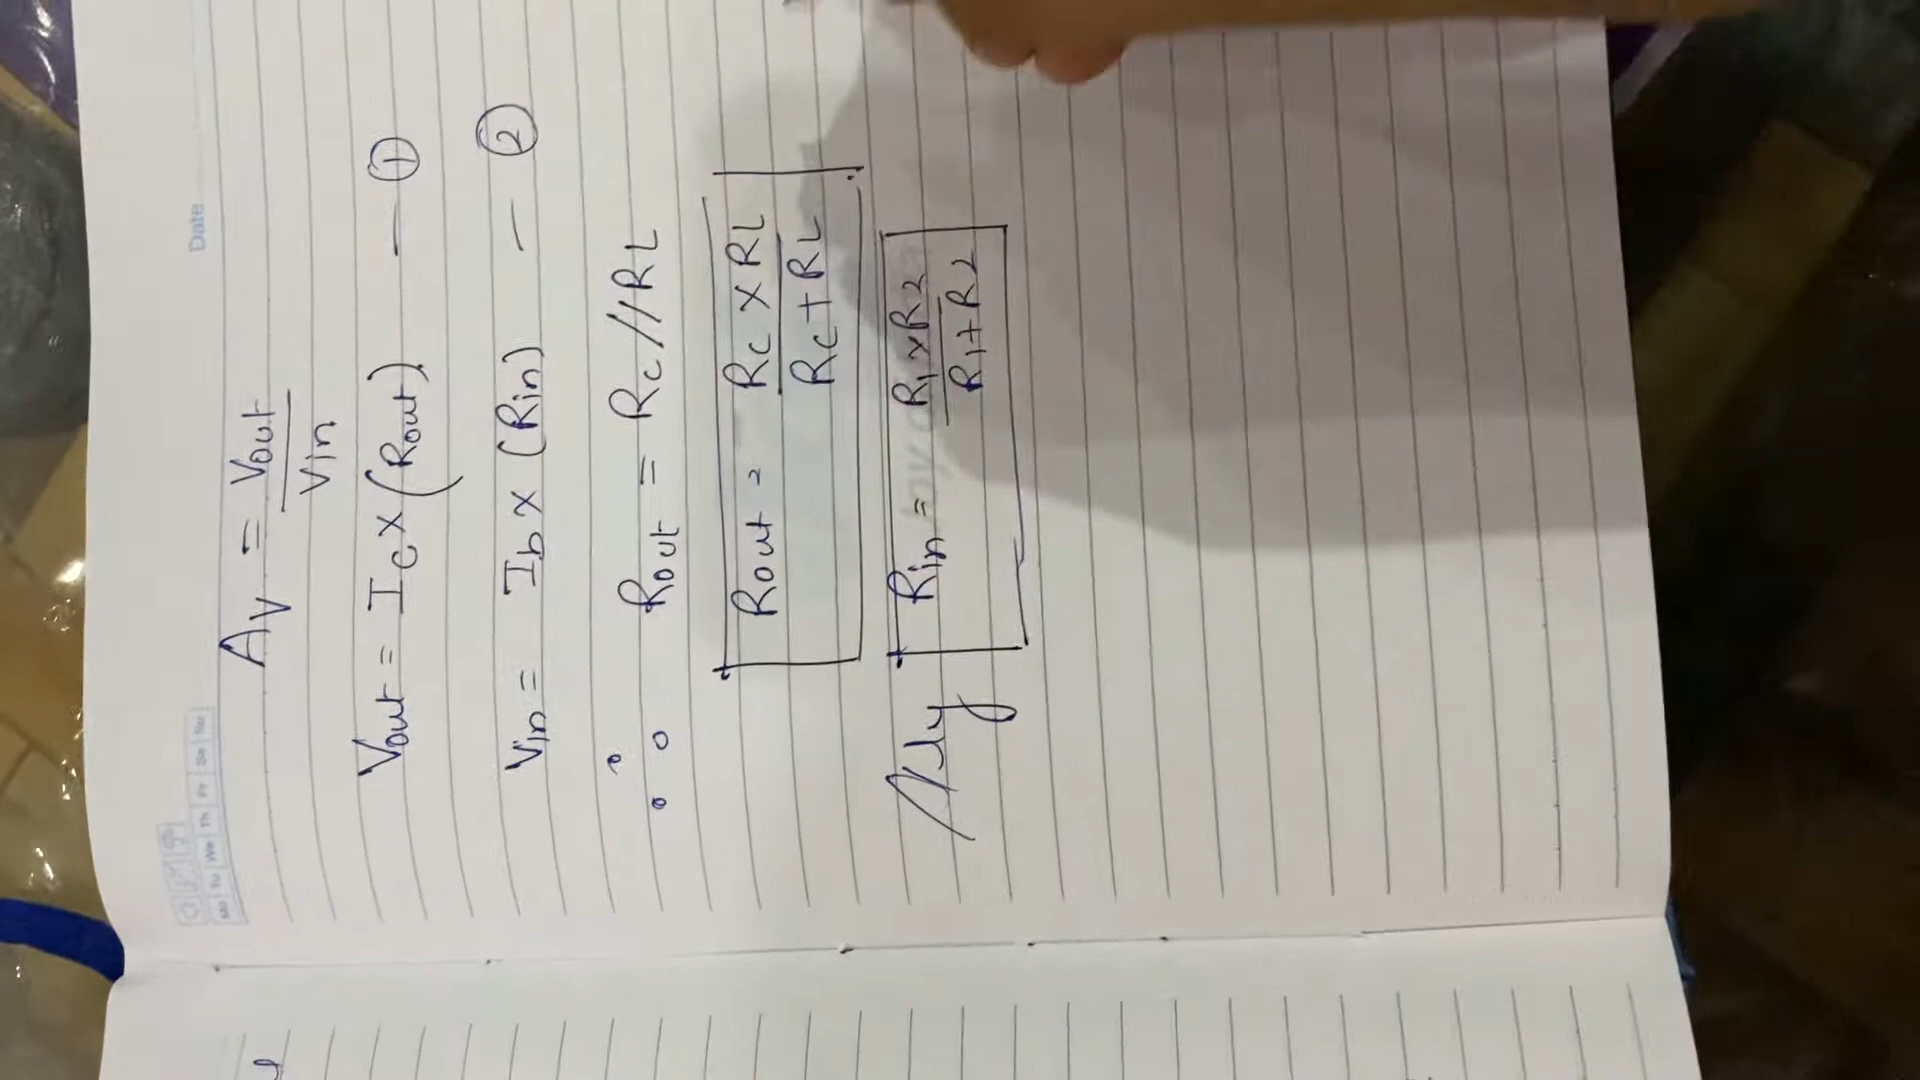 Date
Mo Tu We Th Fr Sa Su
Av = Vout / Vin
Vout = Ic × (Rout) — ①
Vin = Ib × (Rin) — ②
∴ Rout = Rc // RL
Rout = Rc × RL / Rc + RL
///ly Rin = R1 × R2 / R1 + R2